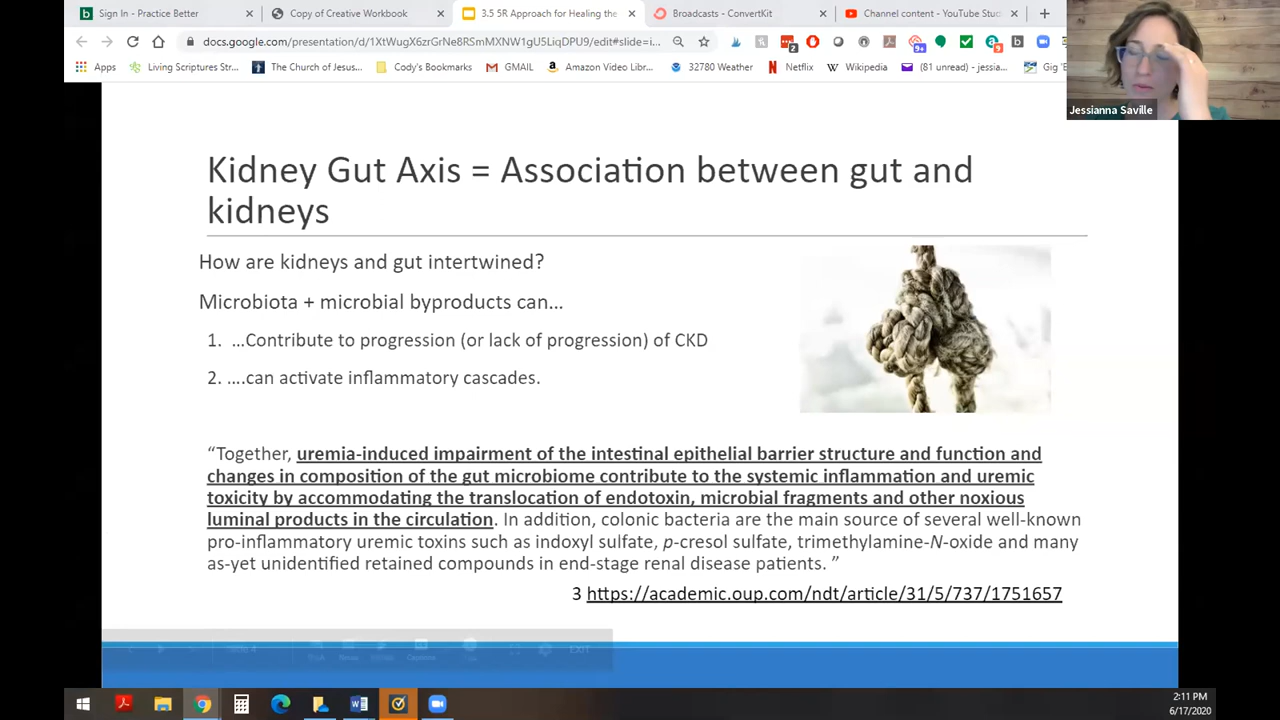 Sign In - Practice Better
Copy of Creative Workbook
3.5 5R Approach for Healing the
Broadcasts - ConvertKit
Channel content - YouTube Stud
docs.google.com/presentation/d/1XtWugX6zrGrNe8RSmMXNW1gU5LiqDPU9/edit#slide=i...
Apps
Living Scriptures Str...
The Church of Jesus...
Cody's Bookmarks
GMAIL
Amazon Video Libr...
32780 Weather
Netflix
Wikipedia
(81 unread) - jessia...
Gig
Jessianna Saville
Kidney Gut Axis = Association between gut and
kidneys
How are kidneys and gut intertwined?
Microbiota + microbial byproducts can...
1. ...Contribute to progression (or lack of progression) of CKD
2. ....can activate inflammatory cascades.
“Together, uremia-induced impairment of the intestinal epithelial barrier structure and function and
changes in composition of the gut microbiome contribute to the systemic inflammation and uremic
toxicity by accommodating the translocation of endotoxin, microbial fragments and other noxious
luminal products in the circulation. In addition, colonic bacteria are the main source of several well-known
pro-inflammatory uremic toxins such as indoxyl sulfate, p-cresol sulfate, trimethylamine-N-oxide and many
as-yet unidentified retained compounds in end-stage renal disease patients. ”
3 https://academic.oup.com/ndt/article/31/5/737/1751657
Captions
EXIT
2:11 PM
6/17/2020